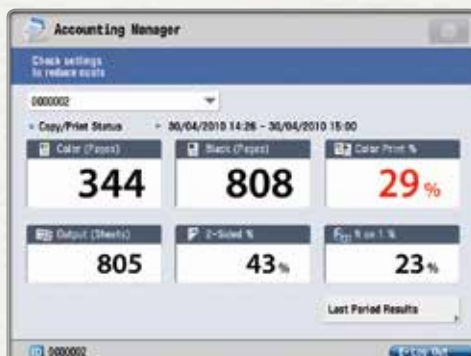 Accounting Manager
Check settings
to reduce costs
0000002
Copy/Print Status 30/04/2010 14:26 - 30/04/2010 15:00
Color (Pages) Black (Pages) Color Print %
344 808 29%
Output (Sheets) 2-Sided % N on 1 %
805 43% 23%
Last Period Results
ID 0000002 Log Out